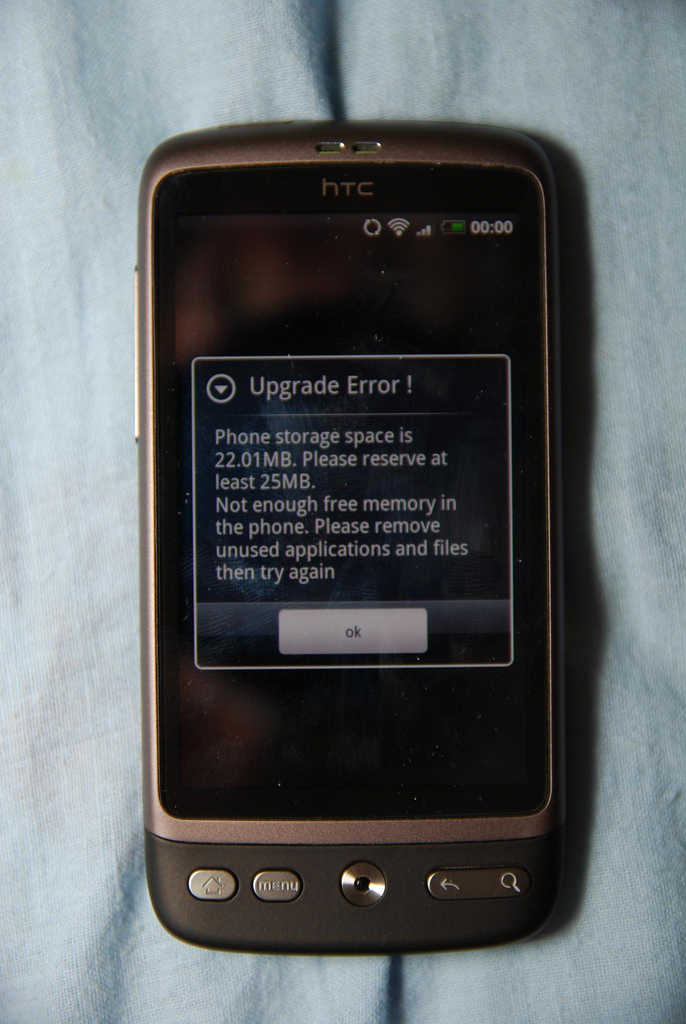 hTC
00:00
Upgrade Error !
Phone storage space is
22.01MB. Please reserve at
least 25MB.
Not enough free memory in
the phone. Please remove
unused applications and files
then try again
ok
menu